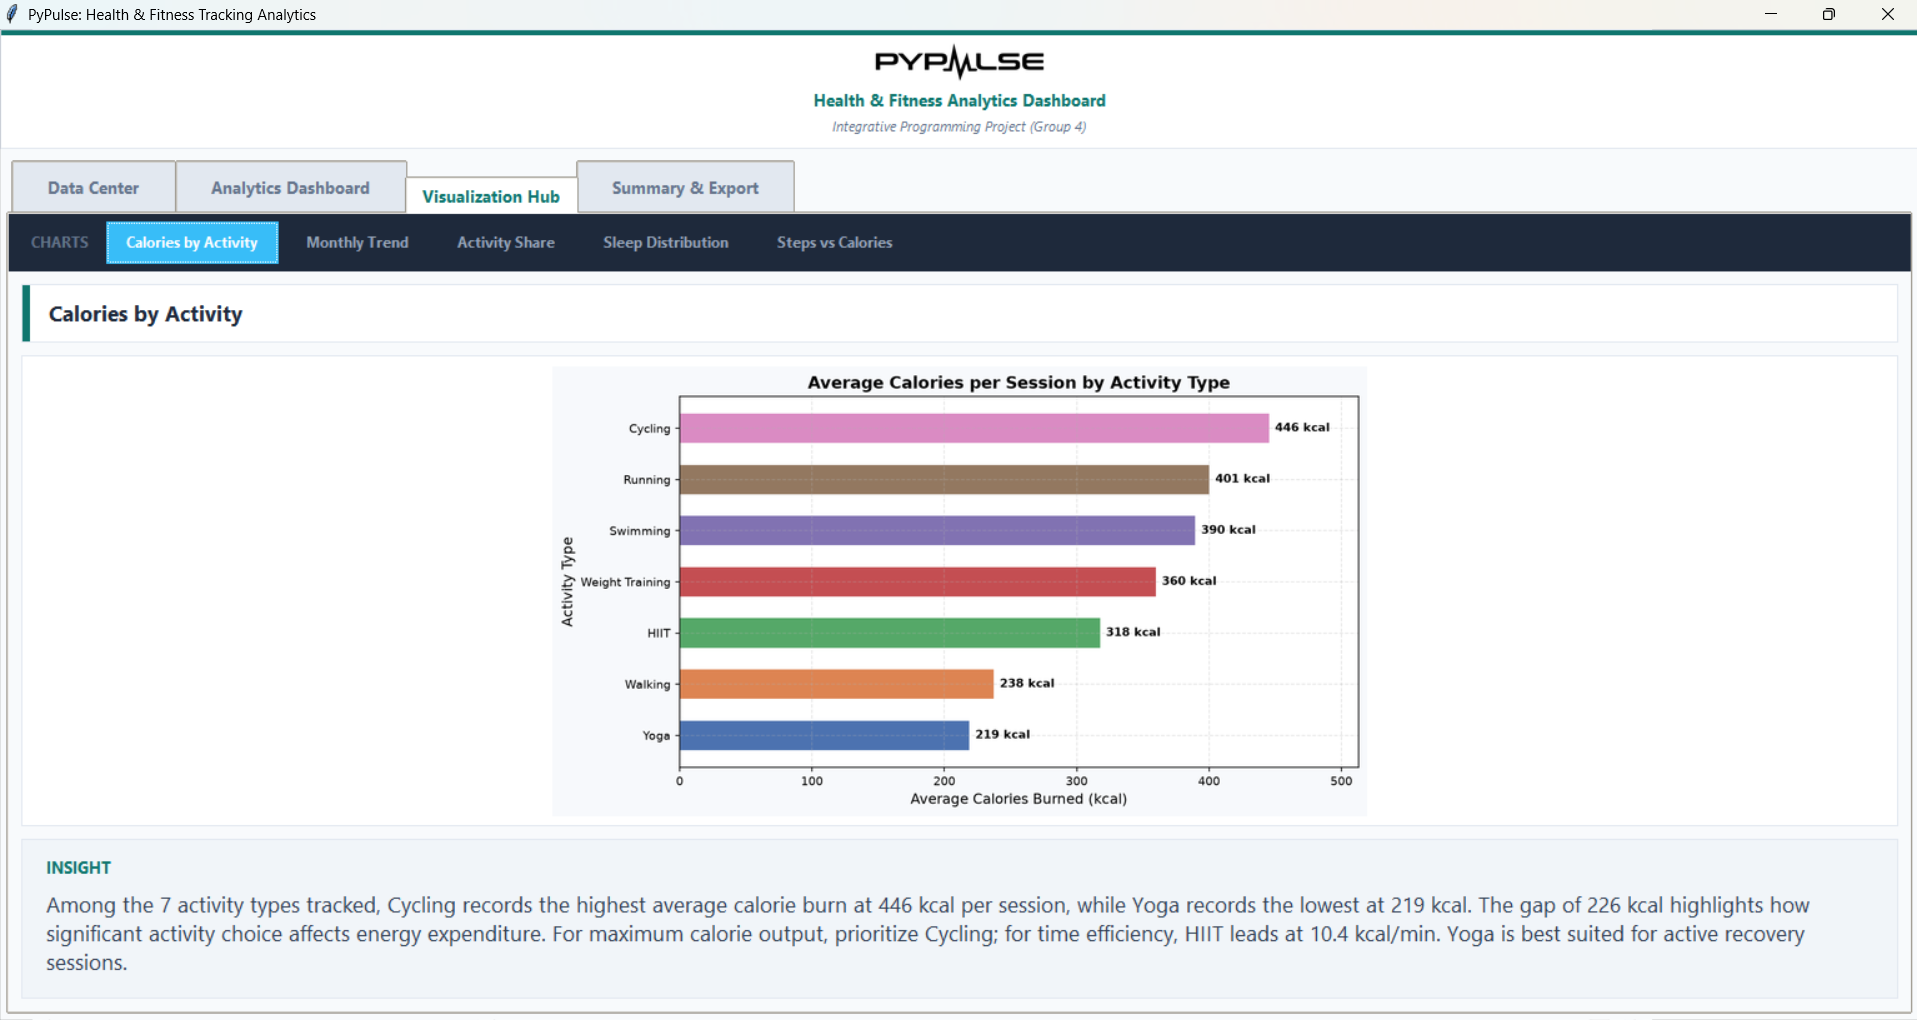 PyPulse: Health & Fitness Tracking Analytics
PYPULSE
Health & Fitness Analytics Dashboard
Integrative Programming Project (Group 4)
Data Center
Analytics Dashboard
Visualization Hub
Summary & Export
CHARTS
Calories by Activity
Monthly Trend
Activity Share
Sleep Distribution
Steps vs Calories
Calories by Activity
Average Calories per Session by Activity Type
Activity Type
Cycling
446 kcal
Running
401 kcal
Swimming
390 kcal
Weight Training
360 kcal
HIIT
318 kcal
Walking
238 kcal
Yoga
219 kcal
0 100 200 300 400 500
Average Calories Burned (kcal)
INSIGHT
Among the 7 activity types tracked, Cycling records the highest average calorie burn at 446 kcal per session, while Yoga records the lowest at 219 kcal. The gap of 226 kcal highlights how
significant activity choice affects energy expenditure. For maximum calorie output, prioritize Cycling; for time efficiency, HIIT leads at 10.4 kcal/min. Yoga is best suited for active recovery
sessions.